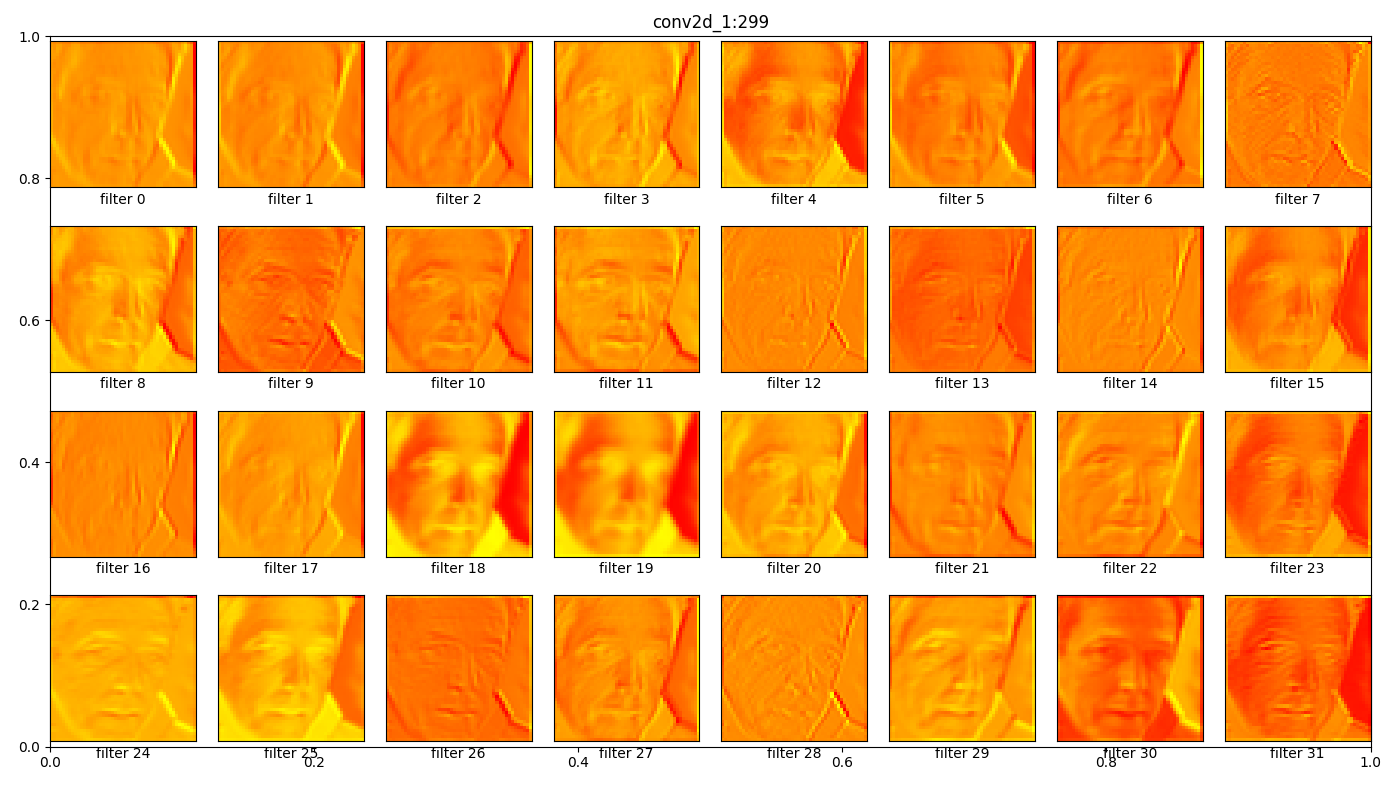 conv2d_1:299
1.0
filter 0 filter 1 filter 2 filter 3 filter 4 filter 5 filter 6 filter 7
0.8
filter 8 filter 9 filter 10 filter 11 filter 12 filter 13 filter 14 filter 15
0.6
0.4
filter 16 filter 17 filter 18 filter 19 filter 20 filter 21 filter 22 filter 23
0.2
0.0
filter 24 filter 25 filter 26 filter 27 filter 28 filter 29 filter 30 filter 31
0.0 0.2 0.4 0.6 0.8 1.0